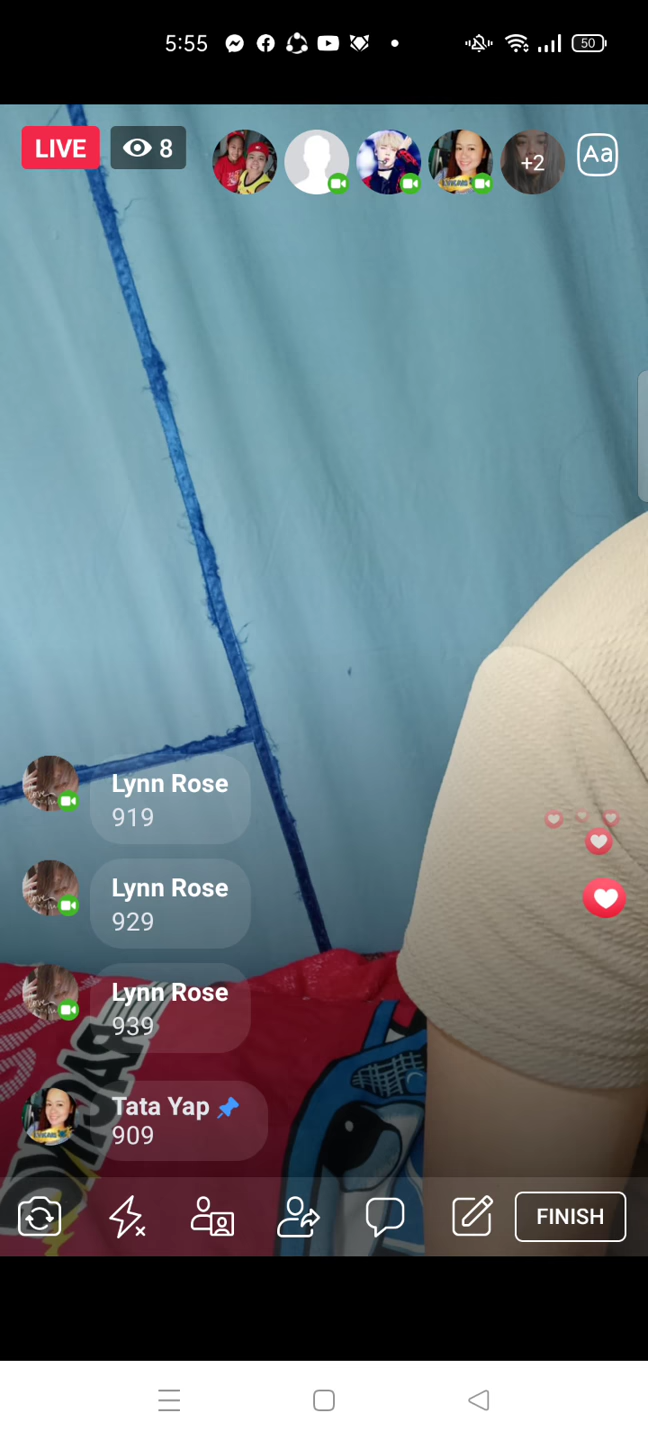 5:55
50
LIVE
8
+2
Aa
Lynn Rose
919
Lynn Rose
929
Lynn Rose
939
Tata Yap
909
FINISH